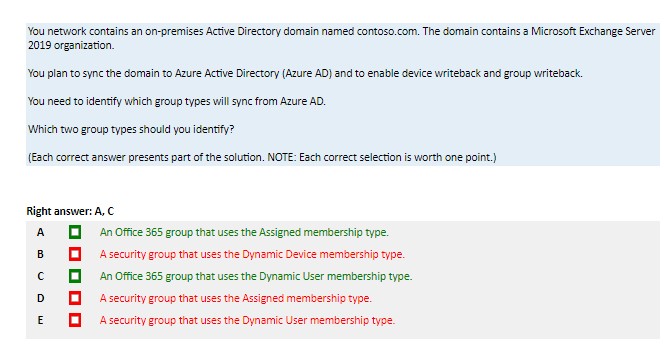 You network contains an on-premises Active Directory domain named contoso.com. The domain contains a Microsoft Exchange Server
2019 organization.
You plan to sync the domain to Azure Active Directory (Azure AD) and to enable device writeback and group writeback.
You need to identify which group types will sync from Azure AD.
Which two group types should you identify?
(Each correct answer presents part of the solution. NOTE: Each correct selection is worth one point.)
Right answer: A, C
A An Office 365 group that uses the Assigned membership type.
B A security group that uses the Dynamic Device membership type.
C An Office 365 group that uses the Dynamic User membership type.
D A security group that uses the Assigned membership type.
E A security group that uses the Dynamic User membership type.